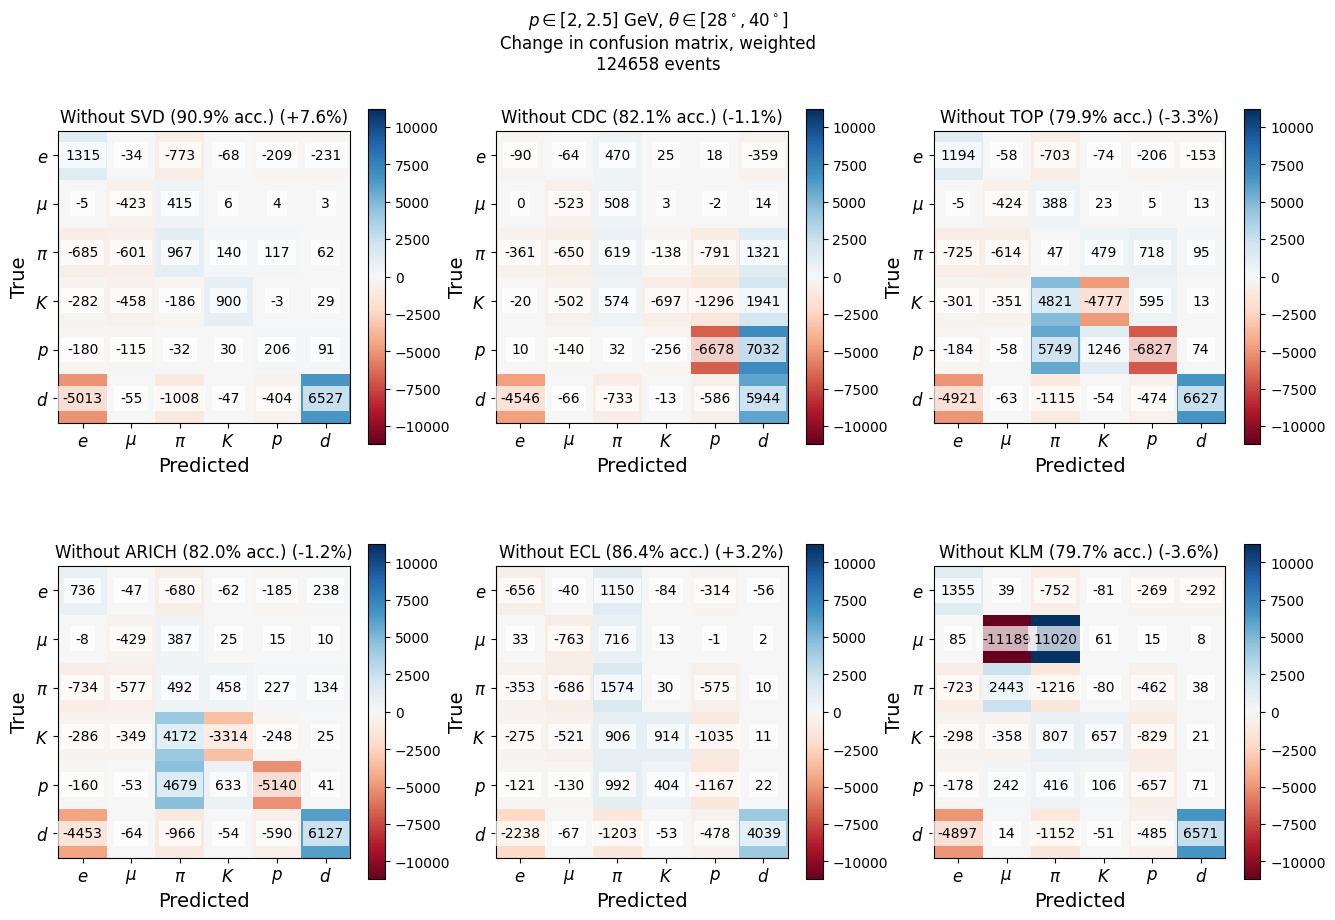 p ∈ [2, 2.5] GeV, θ ∈ [28°, 40°]
Change in confusion matrix, weighted
124658 events
Without SVD (90.9% acc.) (+7.6%)
e 1315 -34 -773 -68 -209 -231
μ -5 -423 415 6 4 3
π -685 -601 967 140 117 62
K -282 -458 -186 900 -3 29
p -180 -115 -32 30 206 91
d -5013 -55 -1008 -47 -404 6527
e μ π K p d
Predicted
True
10000
7500
5000
2500
0
−2500
−5000
−7500
−10000
Without CDC (82.1% acc.) (-1.1%)
e -90 -64 470 25 18 -359
μ 0 -523 508 3 -2 14
π -361 -650 619 -138 -791 1321
K -20 -502 574 -697 -1296 1941
p 10 -140 32 -256 -6678 7032
d -4546 -66 -733 -13 -586 5944
e μ π K p d
Predicted
True
10000
7500
5000
2500
0
−2500
−5000
−7500
−10000
Without TOP (79.9% acc.) (-3.3%)
e 1194 -58 -703 -74 -206 -153
μ -5 -424 388 23 5 13
π -725 -614 47 479 718 95
K -301 -351 4821 -4777 595 13
p -184 -58 5749 1246 -6827 74
d -4921 -63 -1115 -54 -474 6627
e μ π K p d
Predicted
True
10000
7500
5000
2500
0
−2500
−5000
−7500
−10000
Without ARICH (82.0% acc.) (-1.2%)
e 736 -47 -680 -62 -185 238
μ -8 -429 387 25 15 10
π -734 -577 492 458 227 134
K -286 -349 4172 -3314 -248 25
p -160 -53 4679 633 -5140 41
d -4453 -64 -966 -54 -590 6127
e μ π K p d
Predicted
True
10000
7500
5000
2500
0
−2500
−5000
−7500
−10000
Without ECL (86.4% acc.) (+3.2%)
e -656 -40 1150 -84 -314 -56
μ 33 -763 716 13 -1 2
π -353 -686 1574 30 -575 10
K -275 -521 906 914 -1035 11
p -121 -130 992 404 -1167 22
d -2238 -67 -1203 -53 -478 4039
e μ π K p d
Predicted
True
10000
7500
5000
2500
0
−2500
−5000
−7500
−10000
Without KLM (79.7% acc.) (-3.6%)
e 1355 39 -752 -81 -269 -292
μ 85 -11189 11020 61 15 8
π -723 2443 -1216 -80 -462 38
K -298 -358 807 657 -829 21
p -178 242 416 106 -657 71
d -4897 14 -1152 -51 -485 6571
e μ π K p d
Predicted
True
10000
7500
5000
2500
0
−2500
−5000
−7500
−10000